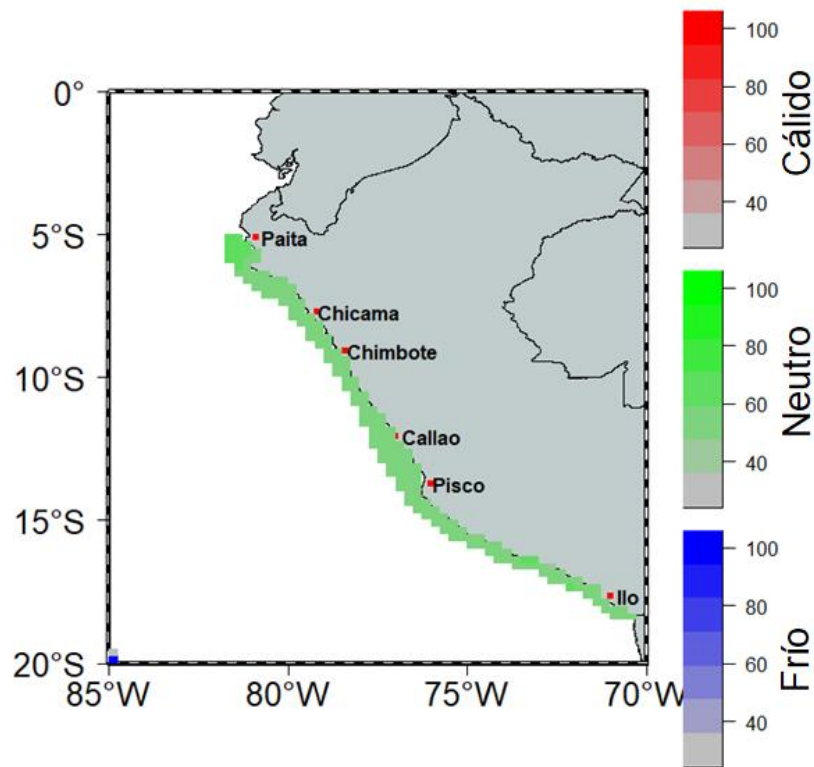 0°
5°S
10°S
15°S
20°S
85°W
80°W
75°W
70°W
Paita
Chicama
Chimbote
Callao
Pisco
Ilo
100
80
60
40
Cálido
100
80
60
40
Neutro
100
80
60
40
Frío